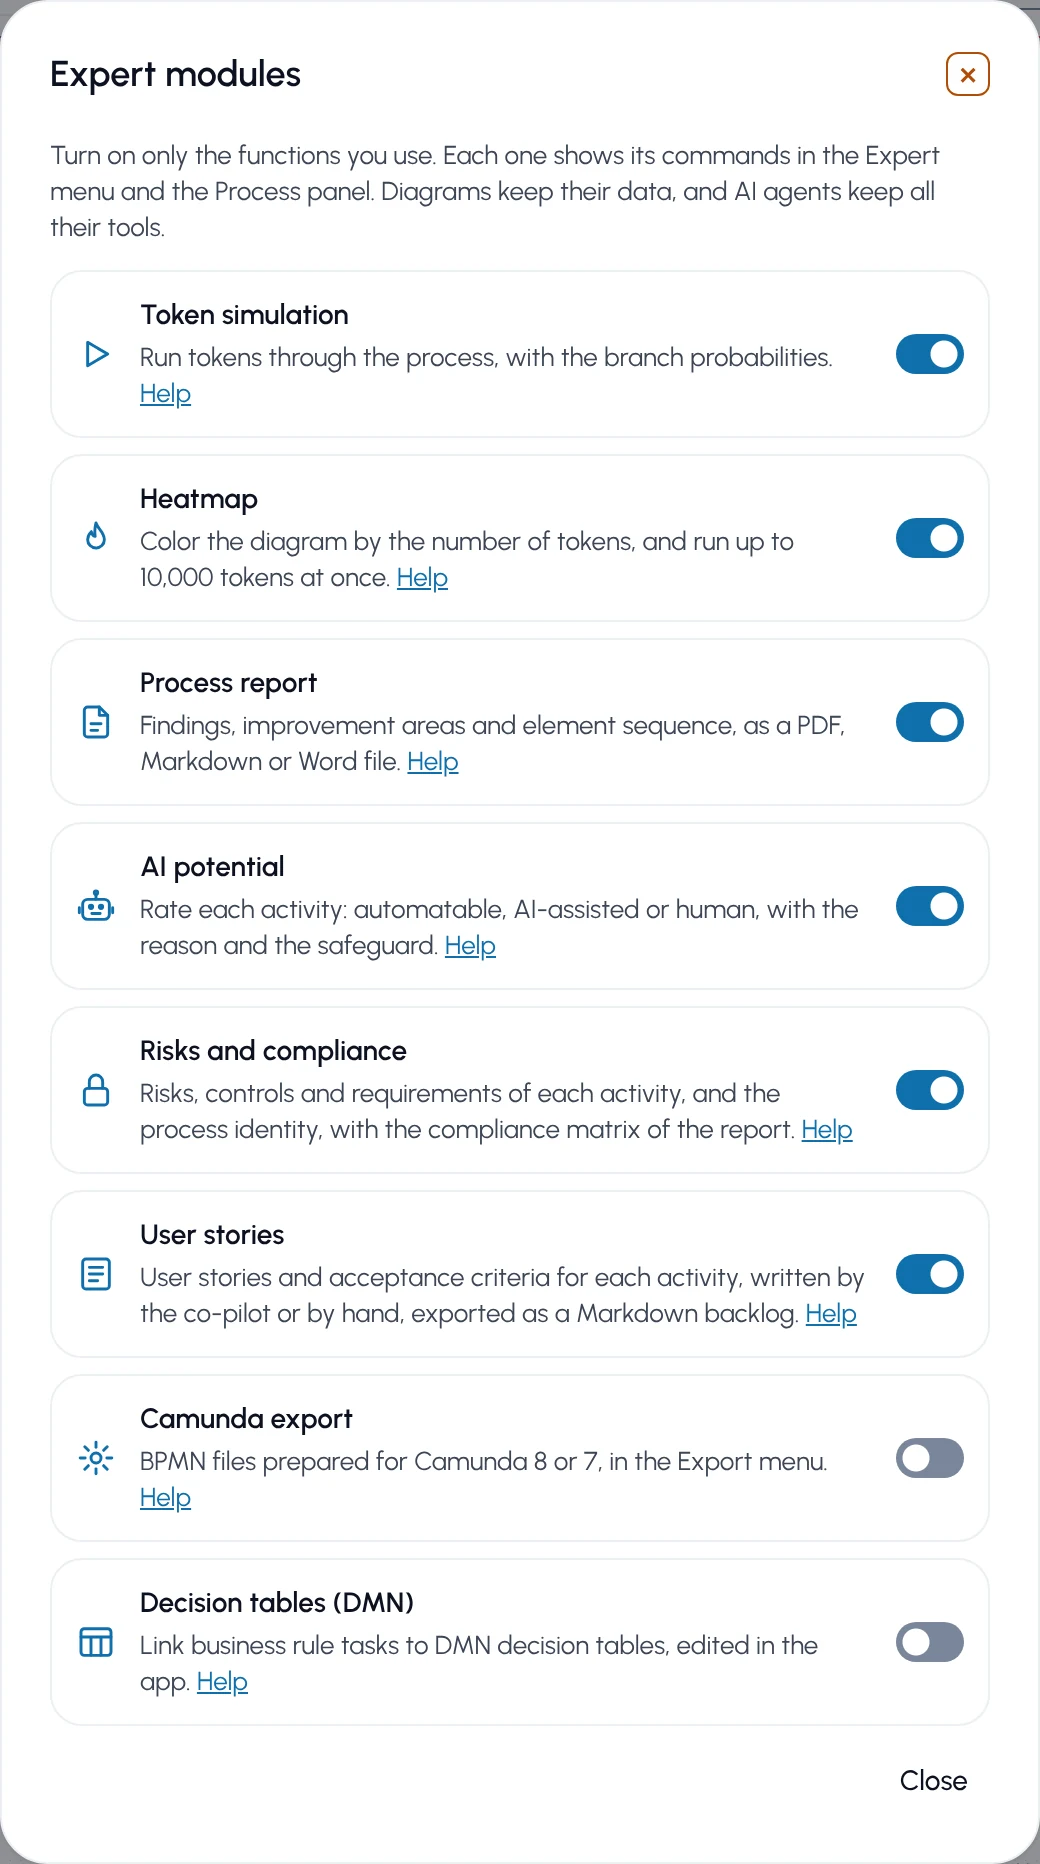 Expert modules
Turn on only the functions you use. Each one shows its commands in the Expert
menu and the Process panel. Diagrams keep their data, and AI agents keep all
their tools.
Token simulation
Run tokens through the process, with the branch probabilities.
Help
Heatmap
Color the diagram by the number of tokens, and run up to
10,000 tokens at once. Help
Process report
Findings, improvement areas and element sequence, as a PDF,
Markdown or Word file. Help
AI potential
Rate each activity: automatable, AI-assisted or human, with the
reason and the safeguard. Help
Risks and compliance
Risks, controls and requirements of each activity, and the
process identity, with the compliance matrix of the report. Help
User stories
User stories and acceptance criteria for each activity, written by
the co-pilot or by hand, exported as a Markdown backlog. Help
Camunda export
BPMN files prepared for Camunda 8 or 7, in the Export menu.
Help
Decision tables (DMN)
Link business rule tasks to DMN decision tables, edited in the
app. Help
Close